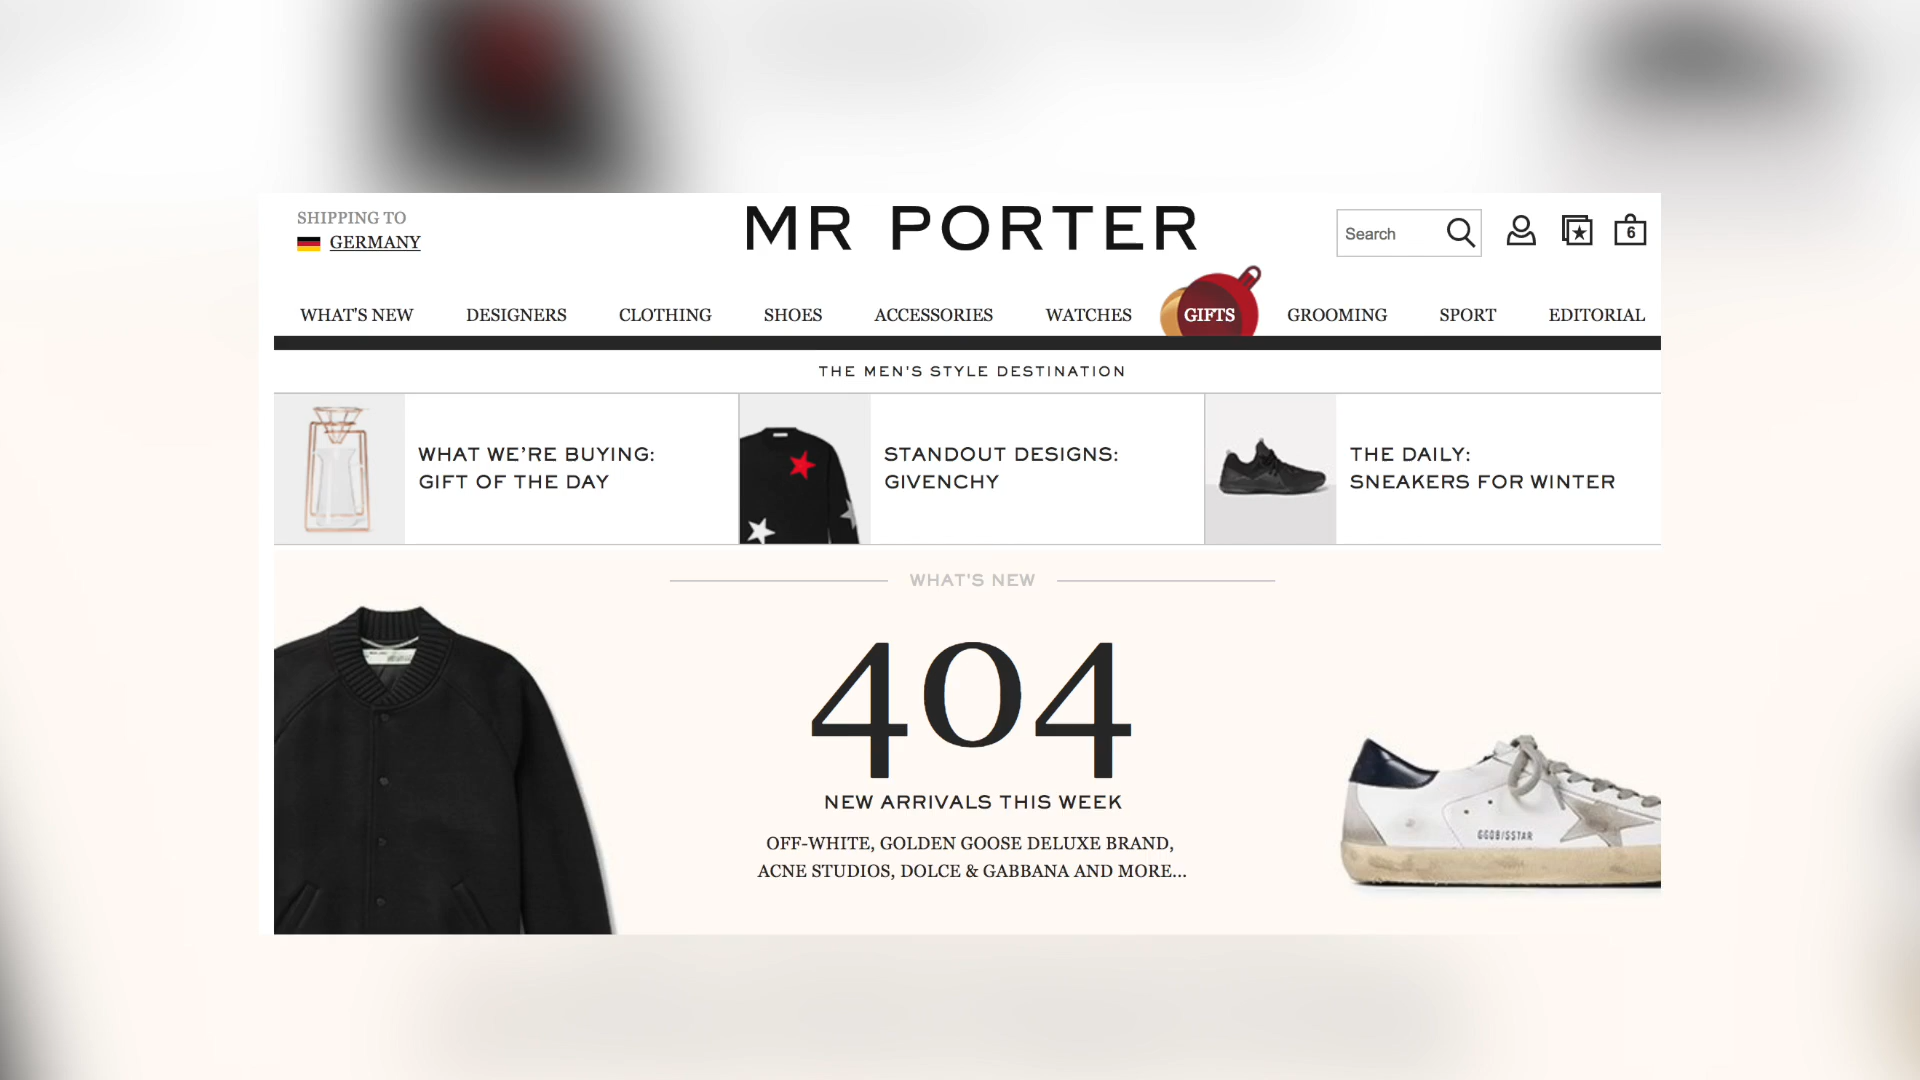 SHIPPING TO
GERMANY
MR PORTER
Search
6
WHAT'S NEW
DESIGNERS
CLOTHING
SHOES
ACCESSORIES
WATCHES
GIFTS
GROOMING
SPORT
EDITORIAL
THE MEN'S STYLE DESTINATION
WHAT WE’RE BUYING:
GIFT OF THE DAY
STANDOUT DESIGNS:
GIVENCHY
THE DAILY:
SNEAKERS FOR WINTER
WHAT'S NEW
404
NEW ARRIVALS THIS WEEK
OFF-WHITE, GOLDEN GOOSE DELUXE BRAND,
ACNE STUDIOS, DOLCE & GABBANA AND MORE...
GGDB/SSTAR